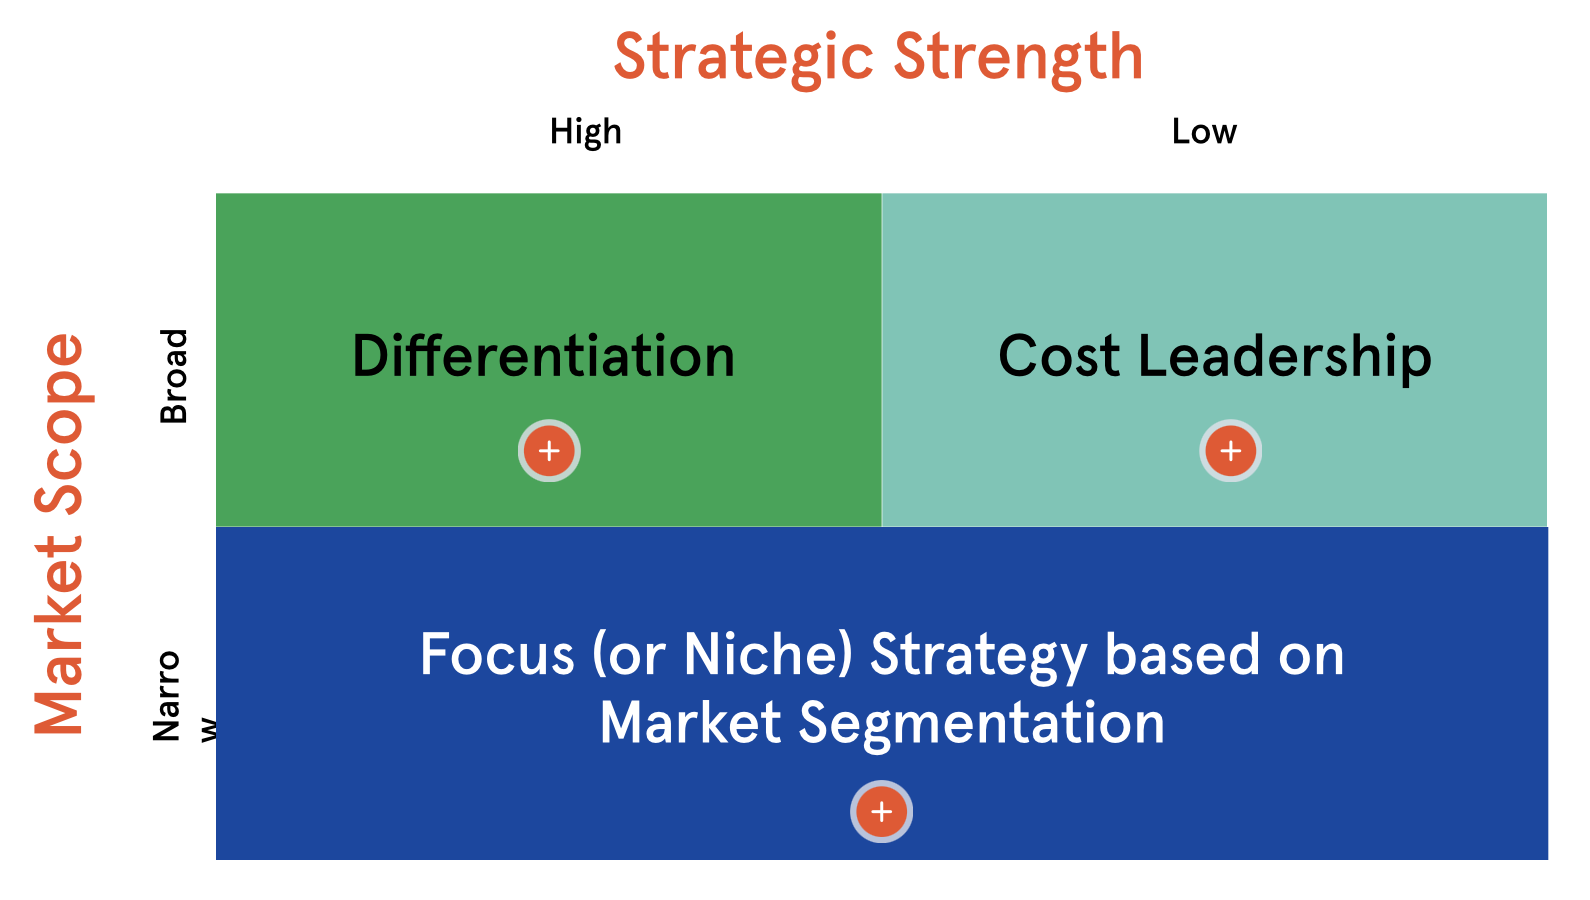 Strategic Strength
High
Low
Market Scope
Broad
Differentiation
+
Cost Leadership
+
Narro
w
Focus (or Niche) Strategy based on
Market Segmentation
+